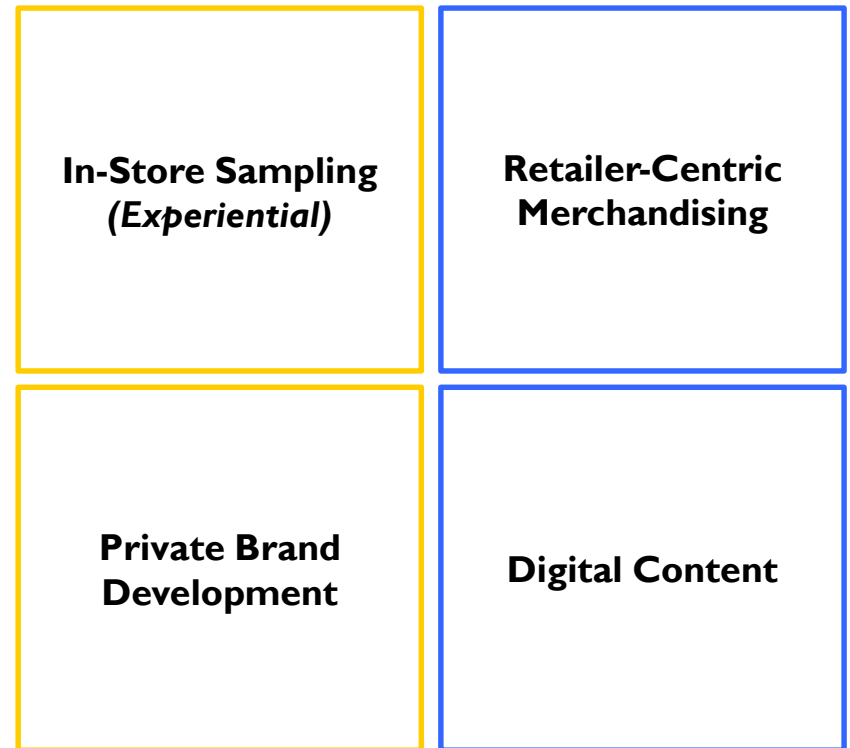 In-Store Sampling
(Experiential)
Retailer-Centric
Merchandising
Private Brand
Development
Digital Content